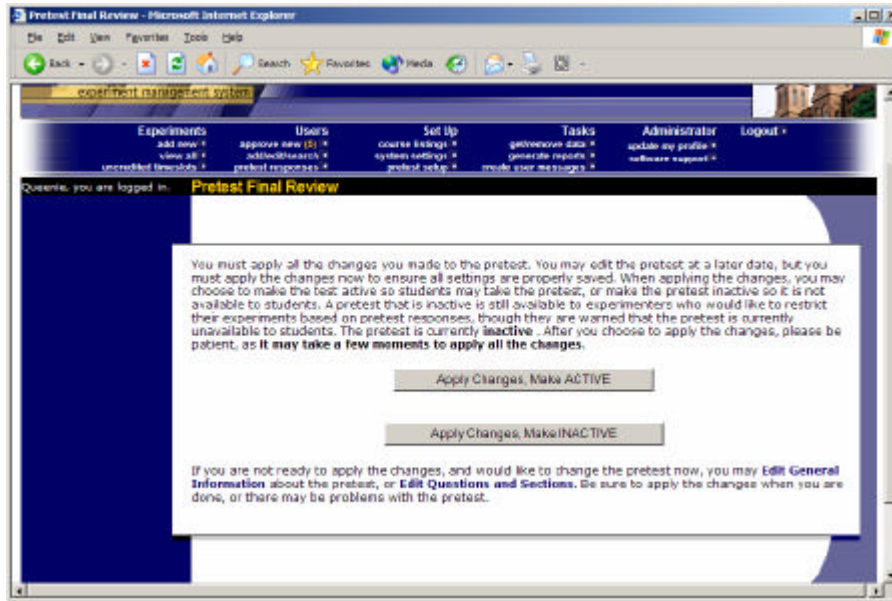 Pretest Final Review - Microsoft Internet Explorer
File Edit View Favorites Tools Help
Back Search Favorites Media
experiment management system
Experiments Users Set Up Tasks Administrator Logout
add new approve new (5) course listings get/remove data update my profile
view all add/edit/search system settings generate reports software support
uncredited timeslots pretest responses pretest setup create user messages
Queenie, you are logged in. Pretest Final Review
You must apply all the changes you made to the pretest. You may edit the pretest at a later date, but you
must apply the changes now to ensure all settings are properly saved. When applying the changes, you may
choose to make the test active so students may take the pretest, or make the pretest inactive so it is not
available to students. A pretest that is inactive is still available to experimenters who would like to restrict
their experiments based on pretest responses, though they are warned that the pretest is currently
unavailable to students. The pretest is currently inactive . After you choose to apply the changes, please be
patient, as it may take a few moments to apply all the changes.
Apply Changes, Make ACTIVE
Apply Changes, Make INACTIVE
If you are not ready to apply the changes, and would like to change the pretest now, you may Edit General
Information about the pretest, or Edit Questions and Sections. Be sure to apply the changes when you are
done, or there may be problems with the pretest.